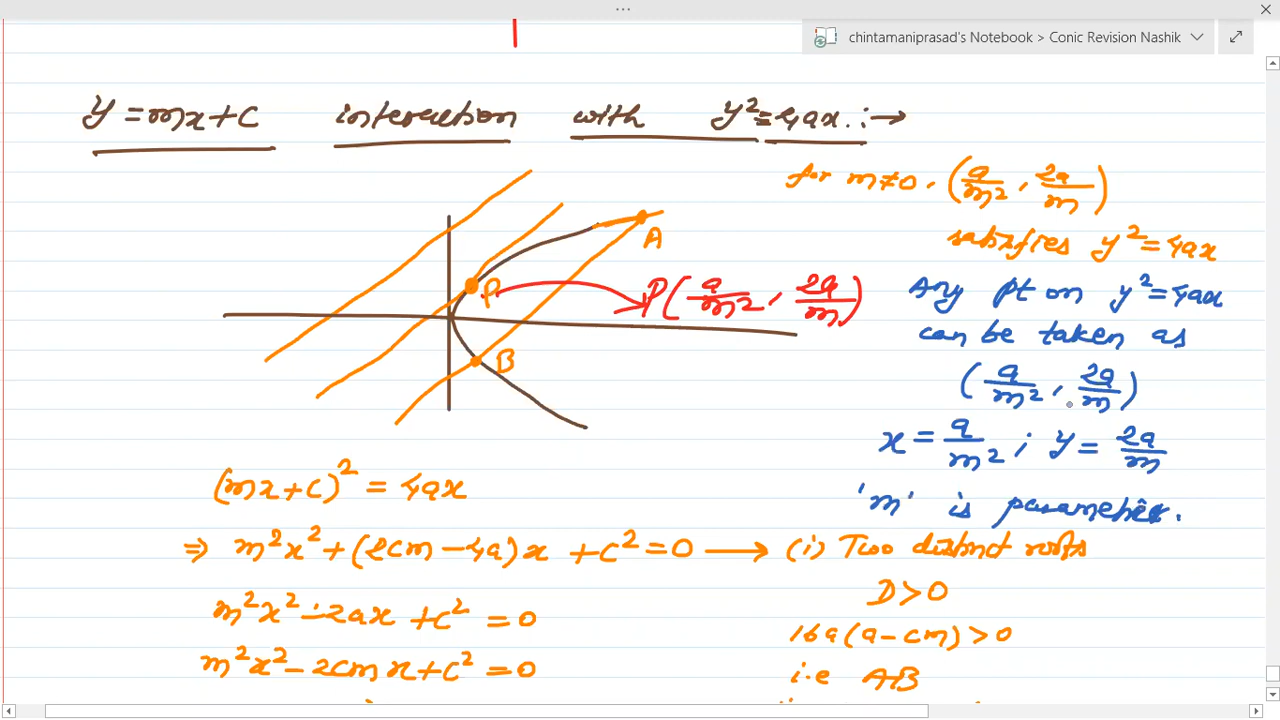 chintamaniprasad's Notebook > Conic Revision Nashik
y = mx + c interaction with y² = 4ax :→
for m≠0, (a/m², 2a/m)
satisfies y² = 4ax
Any pt on y² = 4ax
can be taken as
(a/m², 2a/m)
x = a/m² ; y = 2a/m
'm' is parameter.
A
P
P(a/m², 2a/m)
B
(mx+c)² = 4ax
⇒ m²x² + (2cm − 4a)x + c² = 0 ⟶ (i) Two distinct roots
D > 0
m²x² − 2ax + c² = 0
16a(a − cm) > 0
m²x² − 2cmx + c² = 0
i.e AB